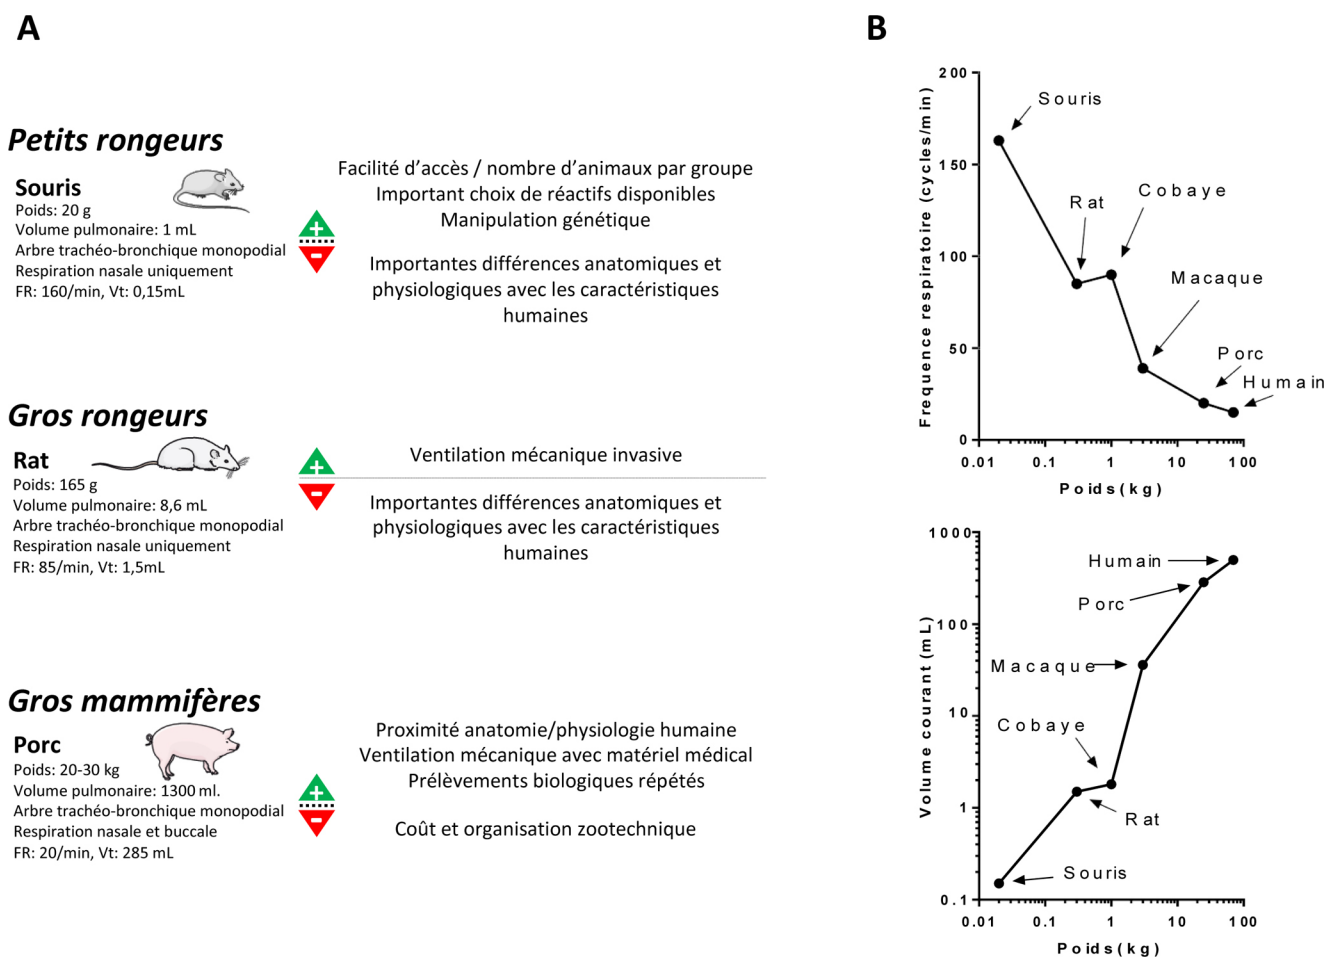 A
Petits rongeurs
Souris
Poids: 20 g
Volume pulmonaire: 1 mL
Arbre trachéo-bronchique monopodial
Respiration nasale uniquement
FR: 160/min, Vt: 0,15mL
+
-
Facilité d’accès / nombre d’animaux par groupe
Important choix de réactifs disponibles
Manipulation génétique
Importantes différences anatomiques et
physiologiques avec les caractéristiques
humaines
Gros rongeurs
Rat
Poids: 165 g
Volume pulmonaire: 8,6 mL
Arbre trachéo-bronchique monopodial
Respiration nasale uniquement
FR: 85/min, Vt: 1,5mL
+
-
Ventilation mécanique invasive
Importantes différences anatomiques et
physiologiques avec les caractéristiques
humaines
Gros mammifères
Porc
Poids: 20-30 kg
Volume pulmonaire: 1300 ml.
Arbre trachéo-bronchique monopodial
Respiration nasale et buccale
FR: 20/min, Vt: 285 mL
+
-
Proximité anatomie/physiologie humaine
Ventilation mécanique avec matériel médical
Prélèvements biologiques répétés
Coût et organisation zootechnique
B
Frequence respiratoire (cycles/min)
200
150
100
50
0
Souris
Rat
Cobaye
Macaque
Porc
Humain
0.01 0.1 1 10 100
Poids (kg)
Volume courant (mL)
1000
100
10
1
0.1
Humain
Porc
Macaque
Cobaye
Rat
Souris
0.01 0.1 1 10 100
Poids (kg)